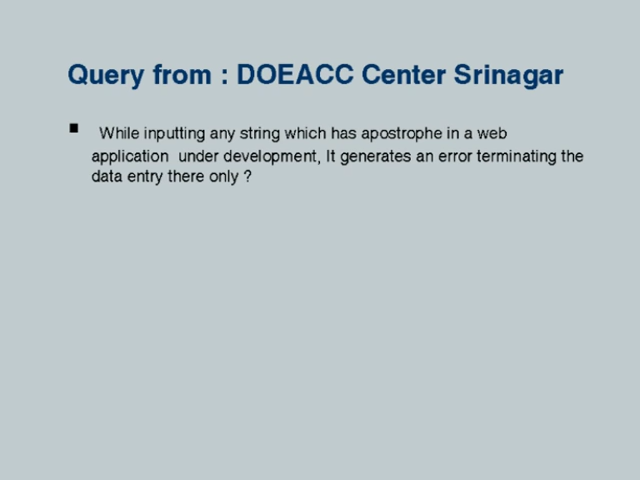 Query from : DOEACC Center Srinagar
▪ While inputting any string which has apostrophe in a web
application under development, It generates an error terminating the
data entry there only ?